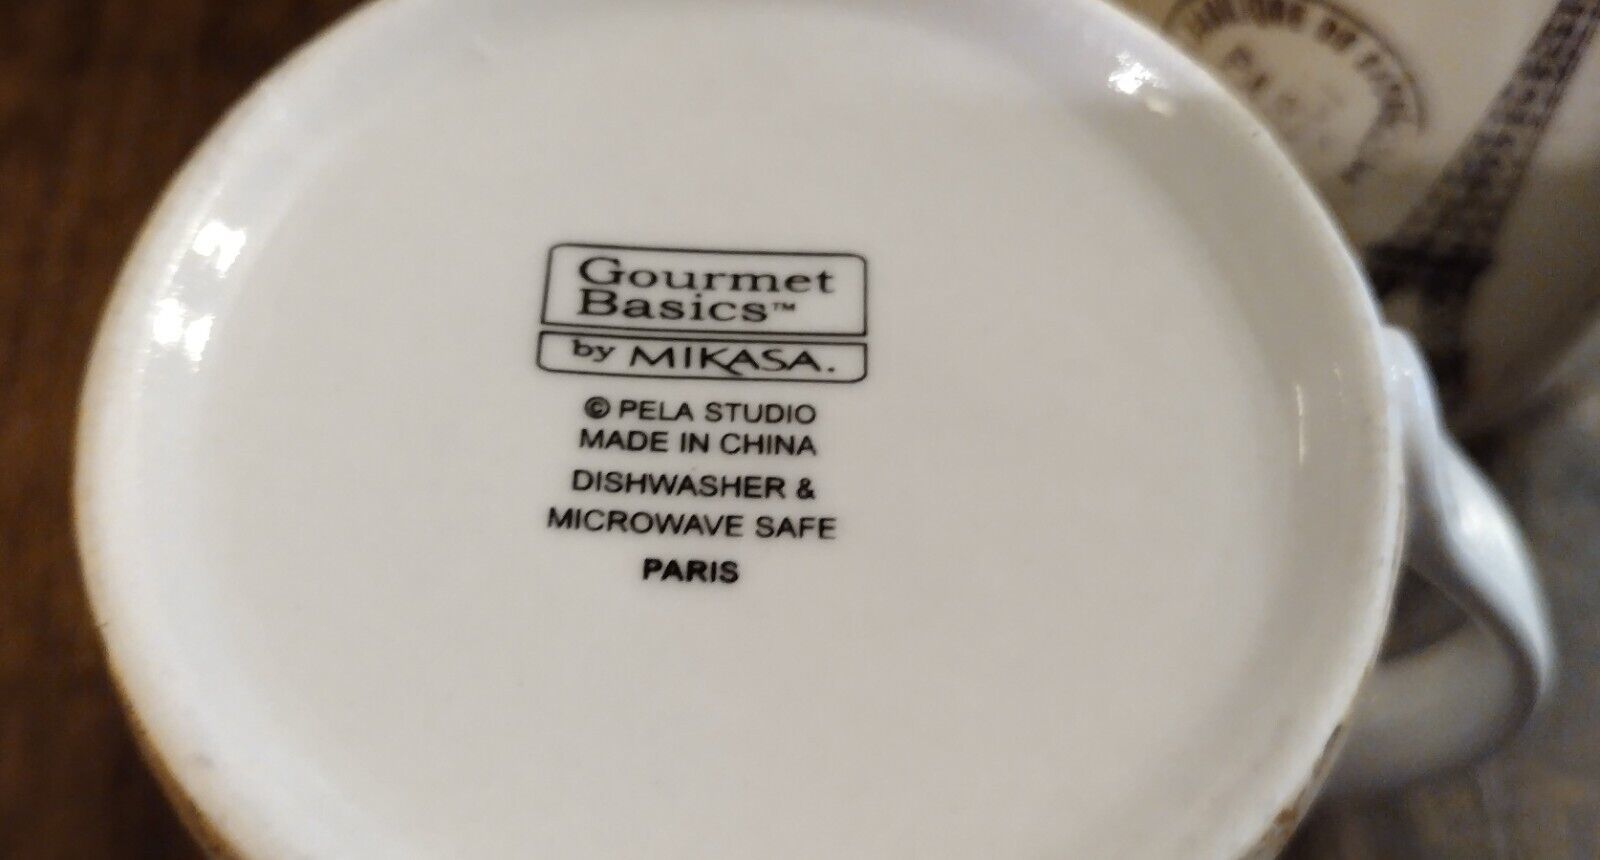 Gourmet
Basics™
by MIKASA.
© PELA STUDIO
MADE IN CHINA
DISHWASHER &
MICROWAVE SAFE
PARIS